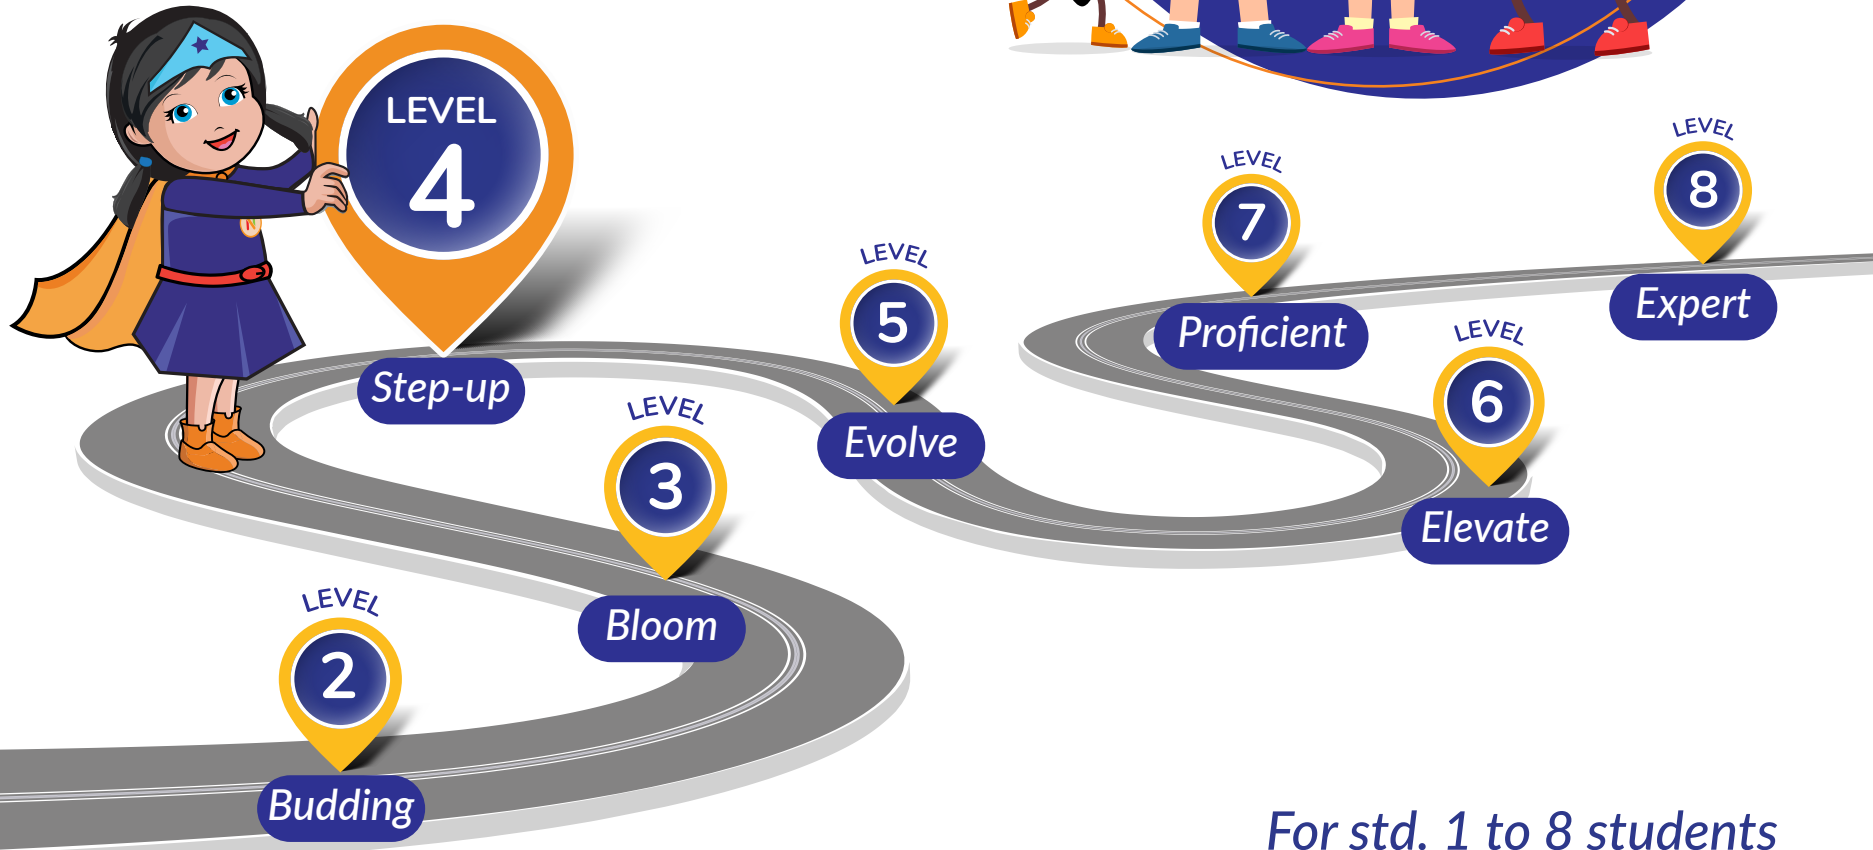 LEVEL
4
Step-up
LEVEL
8
Expert
LEVEL
7
Proficient
LEVEL
5
Evolve
LEVEL
6
Elevate
LEVEL
3
Bloom
LEVEL
2
Budding
N
For std. 1 to 8 students